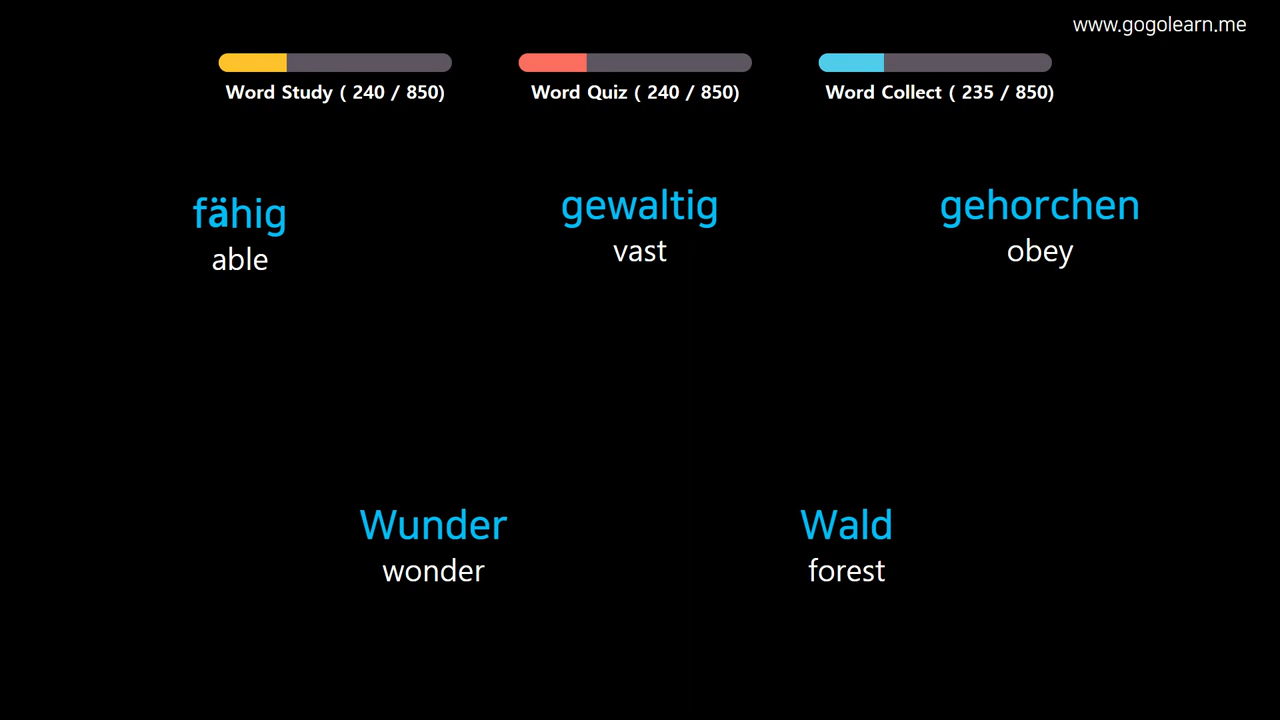 www.gogolearn.me
Word Study ( 240 / 850)
Word Quiz ( 240 / 850)
Word Collect ( 235 / 850)
fähig
able
gewaltig
vast
gehorchen
obey
Wunder
wonder
Wald
forest